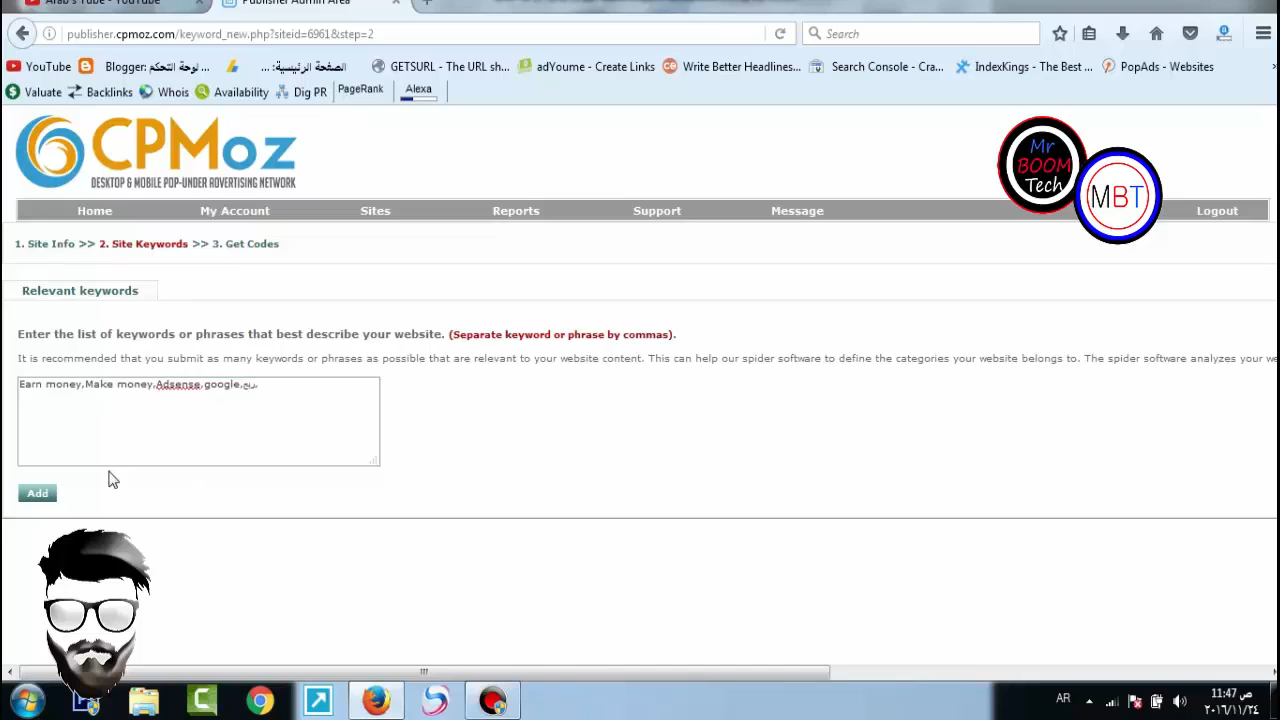 Arab's Tube - YouTube
Publisher Admin Area
publisher.cpmoz.com/keyword_new.php?siteid=6961&step=2
Search
YouTube
Blogger: لوحة التحكم ...
الصفحة الرئيسية: ...
GETSURL - The URL sh...
adYoume - Create Links
Write Better Headlines...
Search Console - Cra...
IndexKings - The Best ...
PopAds - Websites
Valuate
Backlinks
Whois
Availability
Dig PR
PageRank
Alexa
CPMoz
DESKTOP & MOBILE POP-UNDER ADVERTISING NETWORK
Mr
BOOM
Tech
MBT
Home
My Account
Sites
Reports
Support
Message
Logout
1. Site Info >> 2. Site Keywords >> 3. Get Codes
Relevant keywords
Enter the list of keywords or phrases that best describe your website. (Separate keyword or phrase by commas).
It is recommended that you submit as many keywords or phrases as possible that are relevant to your website content. This can help our spider software to define the categories your website belongs to. The spider software analyzes your we
Earn money,Make money,Adsense,google,ربح,
Add
AR
11:47 ص
٢٠١٦/١١/٢٤